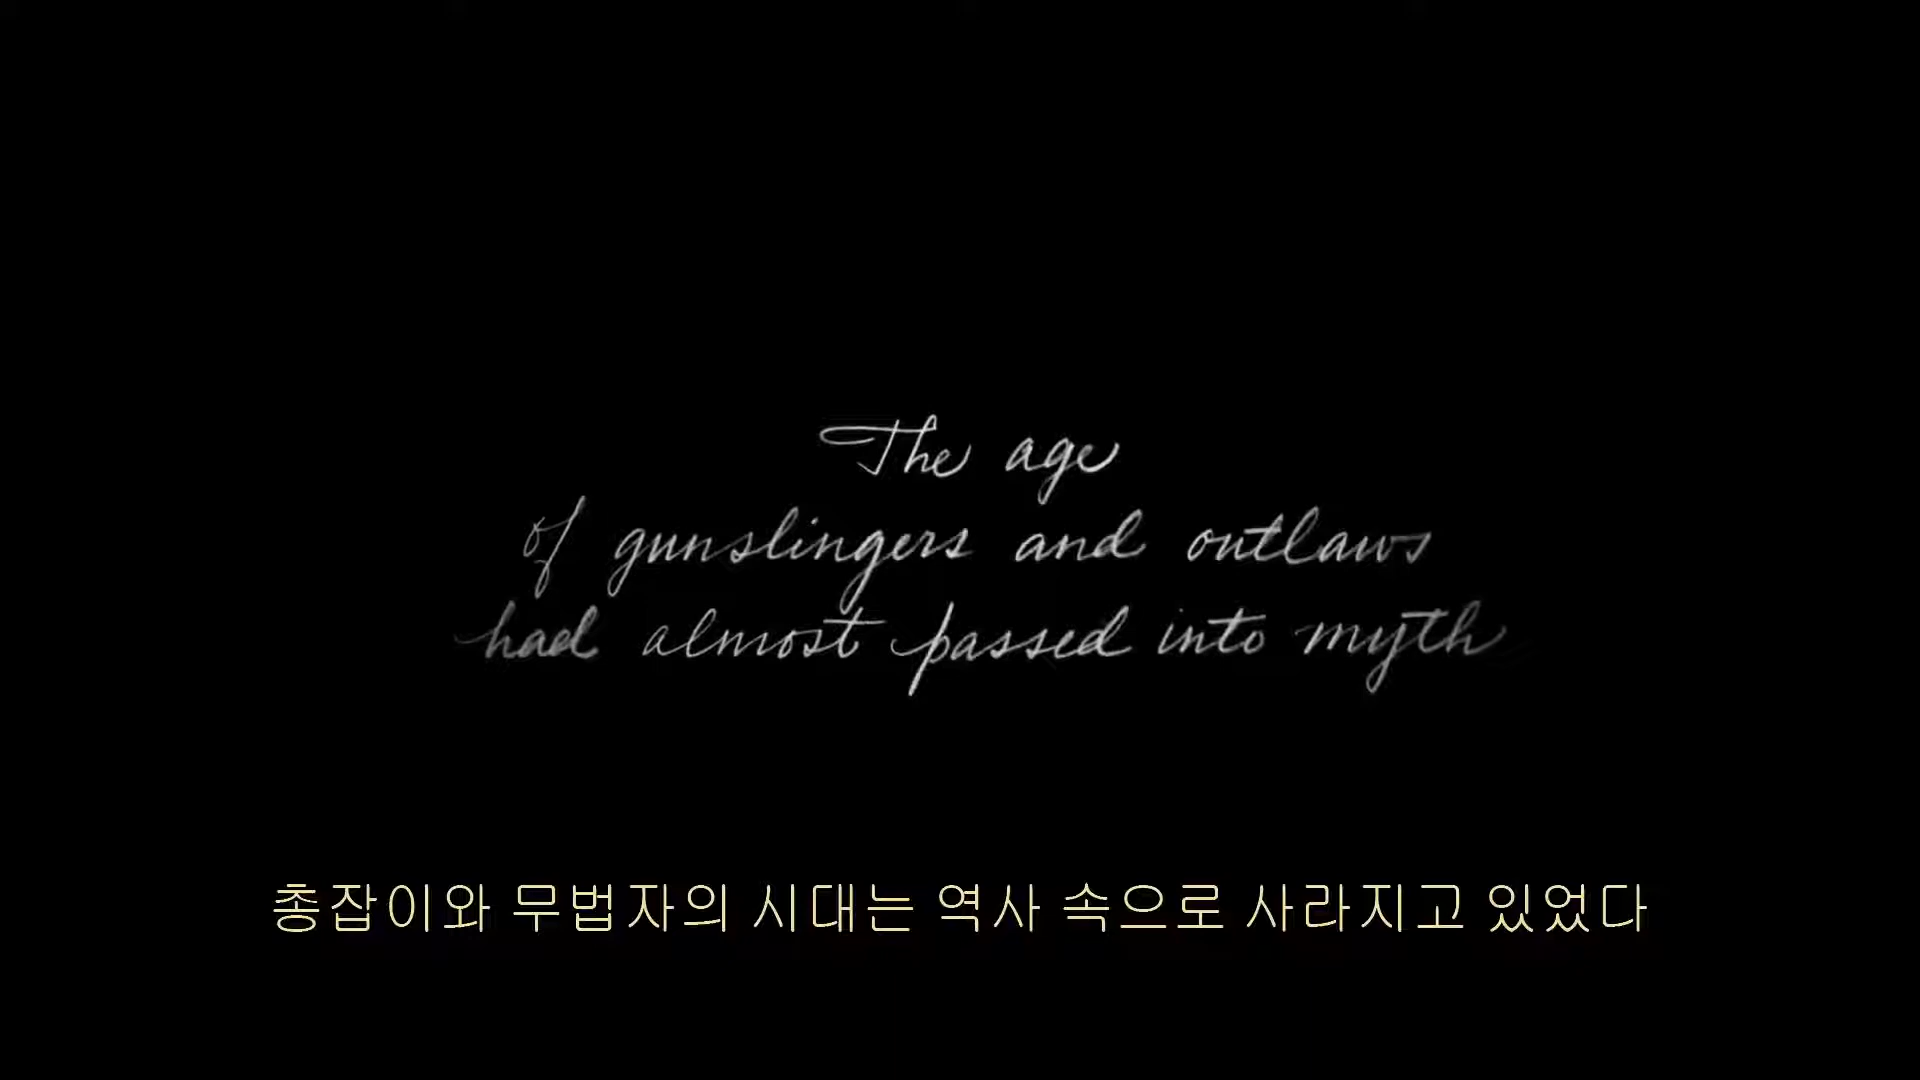 The age
of gunslingers and outlaws
had almost passed into myth
총잡이와 무법자의 시대는 역사 속으로 사라지고 있었다